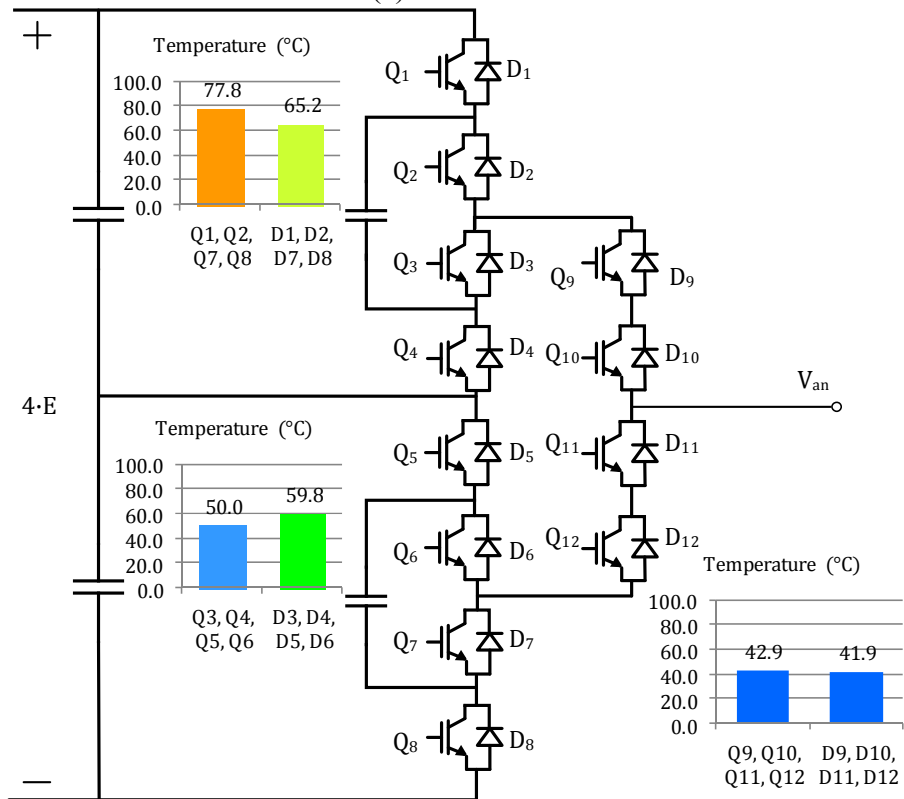 +
Temperature (°C)
100.0
80.0
60.0
40.0
20.0
0.0
77.8
65.2
Q1, Q2,
Q7, Q8
D1, D2,
D7, D8
Q1
D1
Q2
D2
Q3
D3
Q4
D4
Q9
D9
Q10
D10
4·E
Van
Temperature (°C)
100.0
80.0
60.0
40.0
20.0
0.0
50.0
59.8
Q3, Q4,
Q5, Q6
D3, D4,
D5, D6
Q5
D5
Q6
D6
Q7
D7
Q8
D8
Q11
D11
Q12
D12
Temperature (°C)
100.0
80.0
60.0
40.0
20.0
0.0
42.9
41.9
Q9, Q10,
Q11, Q12
D9, D10,
D11, D12
—